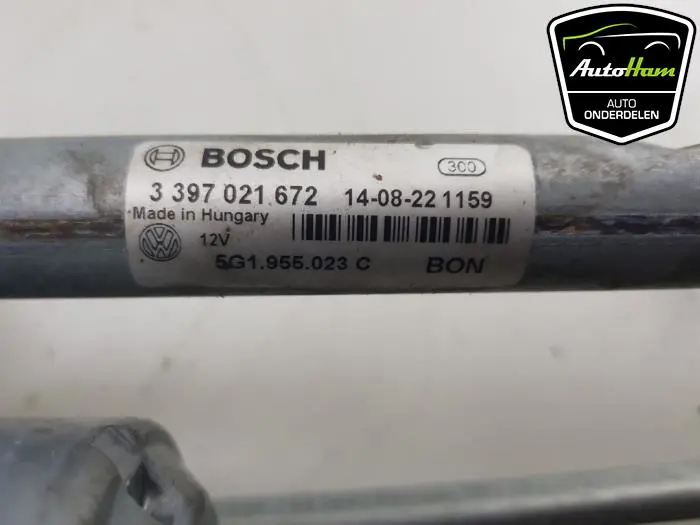 AutoHam
AUTO
ONDERDELEN
BOSCH
300
3 397 021 672 14-08-22 1159
Made in Hungary
12V
5G1.955.023 C BON